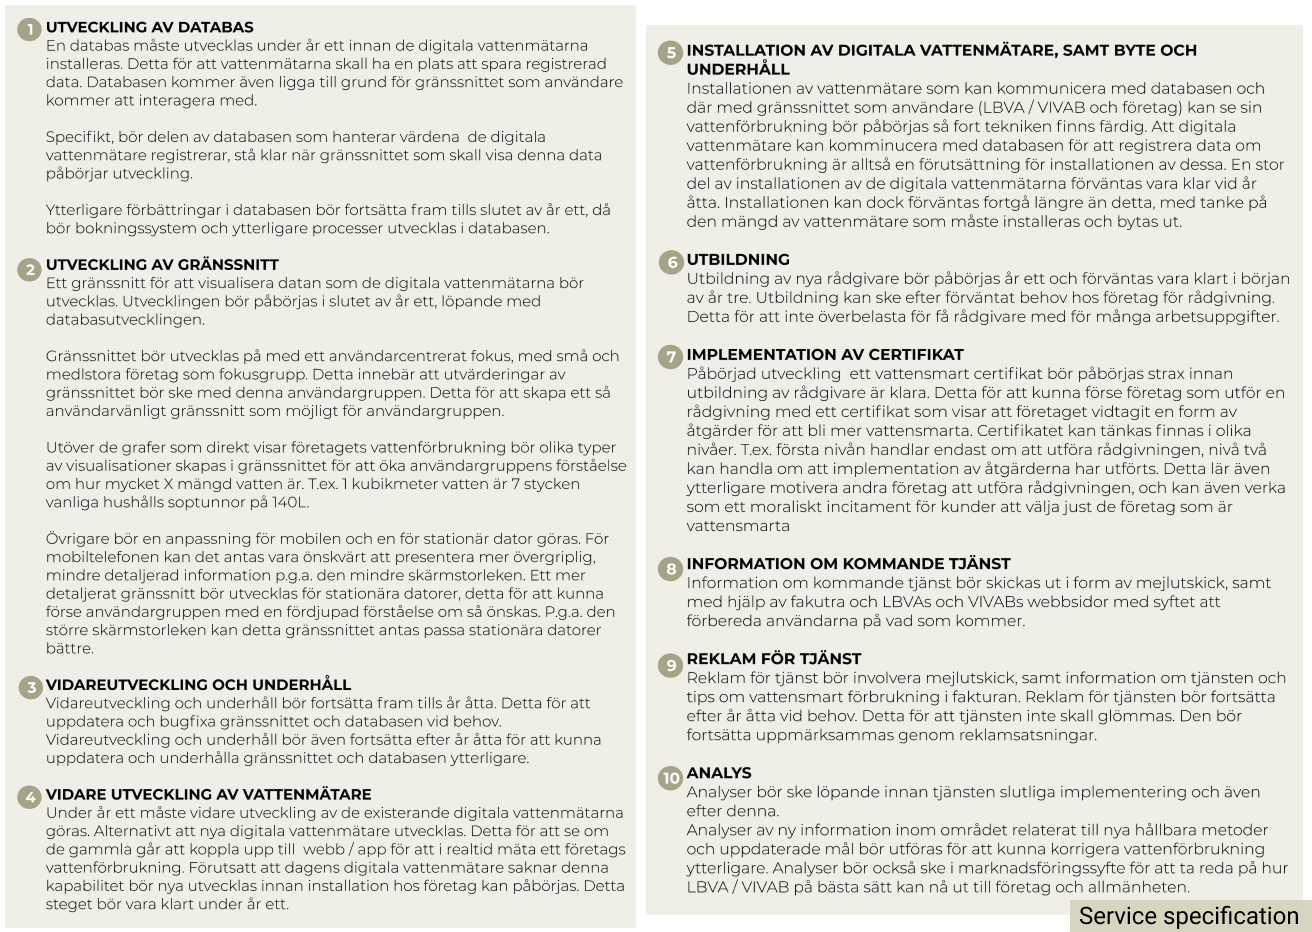 1 UTVECKLING AV DATABAS
En databas måste utvecklas under år ett innan de digitala vattenmätarna
installeras. Detta för att vattenmätarna skall ha en plats att spara registrerad
data. Databasen kommer även ligga till grund för gränssnittet som användare
kommer att interagera med.
Specifikt, bör delen av databasen som hanterar värdena de digitala
vattenmätare registrerar, stå klar när gränssnittet som skall visa denna data
påbörjar utveckling.
Ytterligare förbättringar i databasen bör fortsätta fram tills slutet av år ett, då
bör bokningssystem och ytterligare processer utvecklas i databasen.
2 UTVECKLING AV GRÄNSSNITT
Ett gränssnitt för att visualisera datan som de digitala vattenmätarna bör
utvecklas. Utvecklingen bör påbörjas i slutet av år ett, löpande med
databasutvecklingen.
Gränssnittet bör utvecklas på med ett användarcentrerat fokus, med små och
medlstora företag som fokusgrupp. Detta innebär att utvärderingar av
gränssnittet bör ske med denna användargruppen. Detta för att skapa ett så
användarvänligt gränssnitt som möjligt för användargruppen.
Utöver de grafer som direkt visar företagets vattenförbrukning bör olika typer
av visualisationer skapas i gränssnittet för att öka användargruppens förståelse
om hur mycket X mängd vatten är. T.ex. 1 kubikmeter vatten är 7 stycken
vanliga hushålls soptunnor på 140L.
Övrigare bör en anpassning för mobilen och en för stationär dator göras. För
mobiltelefonen kan det antas vara önskvärt att presentera mer övergriplig,
mindre detaljerad information p.g.a. den mindre skärmstorleken. Ett mer
detaljerat gränssnitt bör utvecklas för stationära datorer, detta för att kunna
förse användargruppen med en fördjupad förståelse om så önskas. P.g.a. den
större skärmstorleken kan detta gränssnittet antas passa stationära datorer
bättre.
3 VIDAREUTVECKLING OCH UNDERHÅLL
Vidareutveckling och underhåll bör fortsätta fram tills år åtta. Detta för att
uppdatera och bugfixa gränssnittet och databasen vid behov.
Vidareutveckling och underhåll bör även fortsätta efter år åtta för att kunna
uppdatera och underhålla gränssnittet och databasen ytterligare.
4 VIDARE UTVECKLING AV VATTENMÄTARE
Under år ett måste vidare utveckling av de existerande digitala vattenmätarna
göras. Alternativt att nya digitala vattenmätare utvecklas. Detta för att se om
de gammla går att koppla upp till webb / app för att i realtid mäta ett företags
vattenförbrukning. Förutsatt att dagens digitala vattenmätare saknar denna
kapabilitet bör nya utvecklas innan installation hos företag kan påbörjas. Detta
steget bör vara klart under år ett.
5 INSTALLATION AV DIGITALA VATTENMÄTARE, SAMT BYTE OCH
UNDERHÅLL
Installationen av vattenmätare som kan kommunicera med databasen och
där med gränssnittet som användare (LBVA / VIVAB och företag) kan se sin
vattenförbrukning bör påbörjas så fort tekniken finns färdig. Att digitala
vattenmätare kan komminucera med databasen för att registrera data om
vattenförbrukning är alltså en förutsättning för installationen av dessa. En stor
del av installationen av de digitala vattenmätarna förväntas vara klar vid år
åtta. Installationen kan dock förväntas fortgå längre än detta, med tanke på
den mängd av vattenmätare som måste installeras och bytas ut.
6 UTBILDNING
Utbildning av nya rådgivare bör påbörjas år ett och förväntas vara klart i början
av år tre. Utbildning kan ske efter förväntat behov hos företag för rådgivning.
Detta för att inte överbelasta för få rådgivare med för många arbetsuppgifter.
7 IMPLEMENTATION AV CERTIFIKAT
Påbörjad utveckling ett vattensmart certifikat bör påbörjas strax innan
utbildning av rådgivare är klara. Detta för att kunna förse företag som utför en
rådgivning med ett certifikat som visar att företaget vidtagit en form av
åtgärder för att bli mer vattensmarta. Certifikatet kan tänkas finnas i olika
nivåer. T.ex. första nivån handlar endast om att utföra rådgivningen, nivå två
kan handla om att implementation av åtgärderna har utförts. Detta lär även
ytterligare motivera andra företag att utföra rådgivningen, och kan även verka
som ett moraliskt incitament för kunder att välja just de företag som är
vattensmarta
8 INFORMATION OM KOMMANDE TJÄNST
Information om kommande tjänst bör skickas ut i form av mejlutskick, samt
med hjälp av fakutra och LBVAs och VIVABs webbsidor med syftet att
förbereda användarna på vad som kommer.
9 REKLAM FÖR TJÄNST
Reklam för tjänst bör involvera mejlutskick, samt information om tjänsten och
tips om vattensmart förbrukning i fakturan. Reklam för tjänsten bör fortsätta
efter år åtta vid behov. Detta för att tjänsten inte skall glömmas. Den bör
fortsätta uppmärksammas genom reklamsatsningar.
10 ANALYS
Analyser bör ske löpande innan tjänsten slutliga implementering och även
efter denna.
Analyser av ny information inom området relaterat till nya hållbara metoder
och uppdaterade mål bör utföras för att kunna korrigera vattenförbrukning
ytterligare. Analyser bör också ske i marknadsföringsyfte för att ta reda på hur
LBVA / VIVAB på bästa sätt kan nå ut till företag och allmänheten.
Service specification